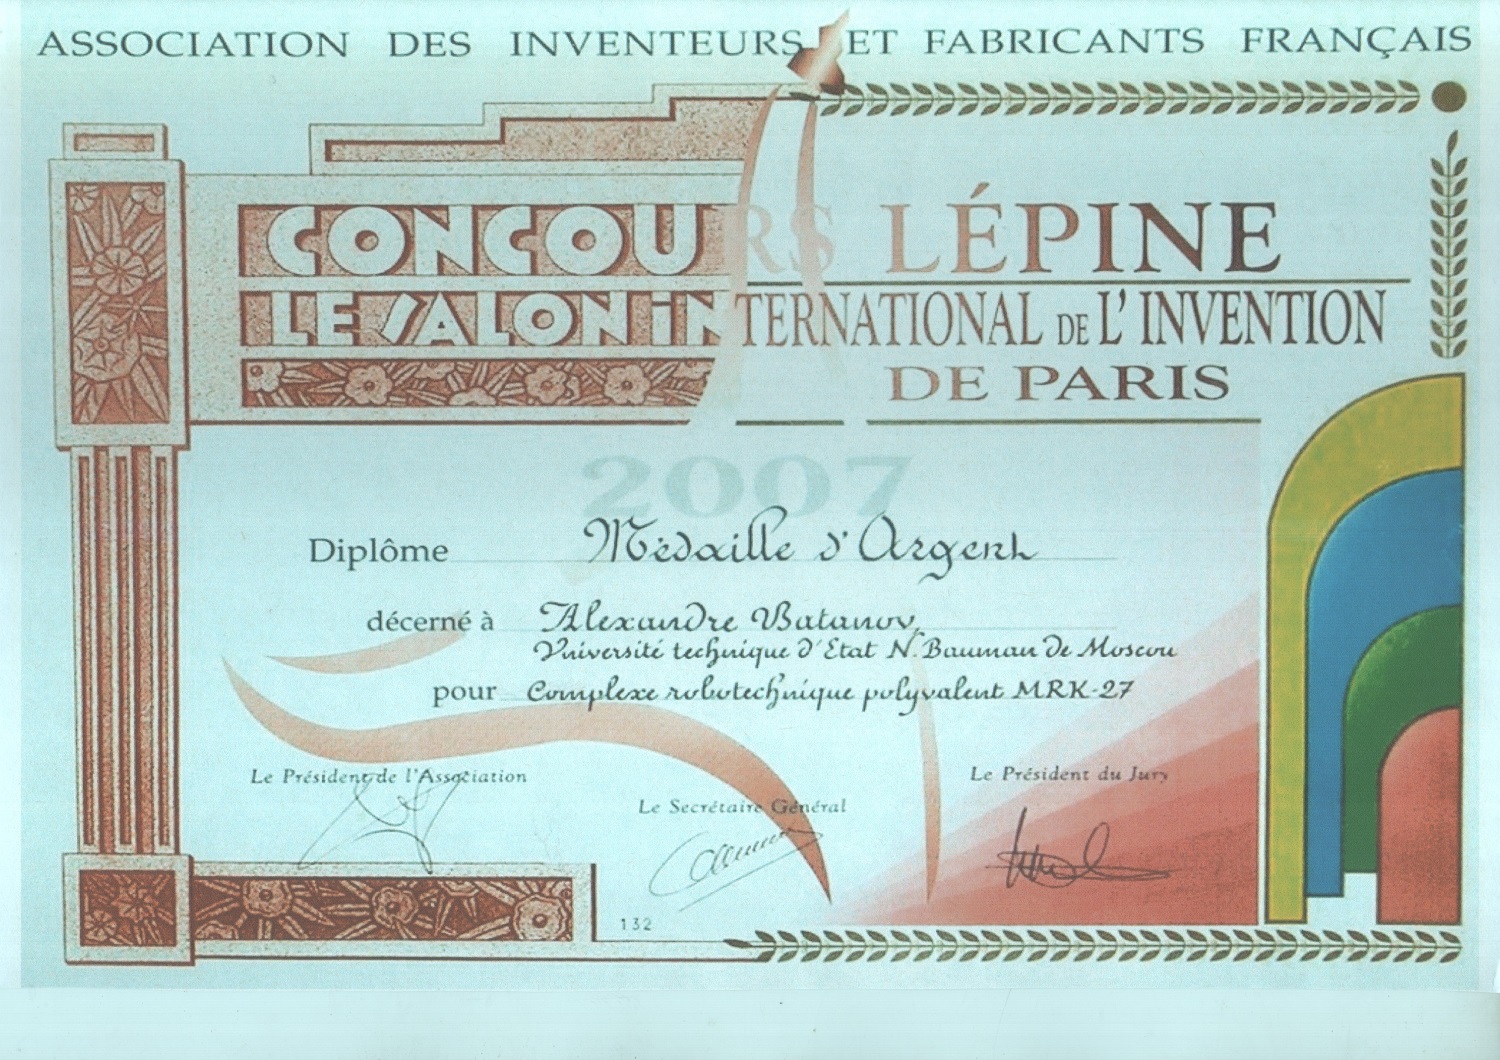 ASSOCIATION DES INVENTEURS ET FABRICANTS FRANÇAIS
CONCOURS LÉPINE
LE SALON INTERNATIONAL DE L'INVENTION
DE PARIS
2007
Diplôme Médaille d'Argent
décerné à Alexandre Batanov
Université technique d'Etat N. Bauman de Moscou
pour Complexe robotechnique polyvalent MRK-27
Le Président de l'Association
Le Président du Jury
Le Secrétaire Général
132